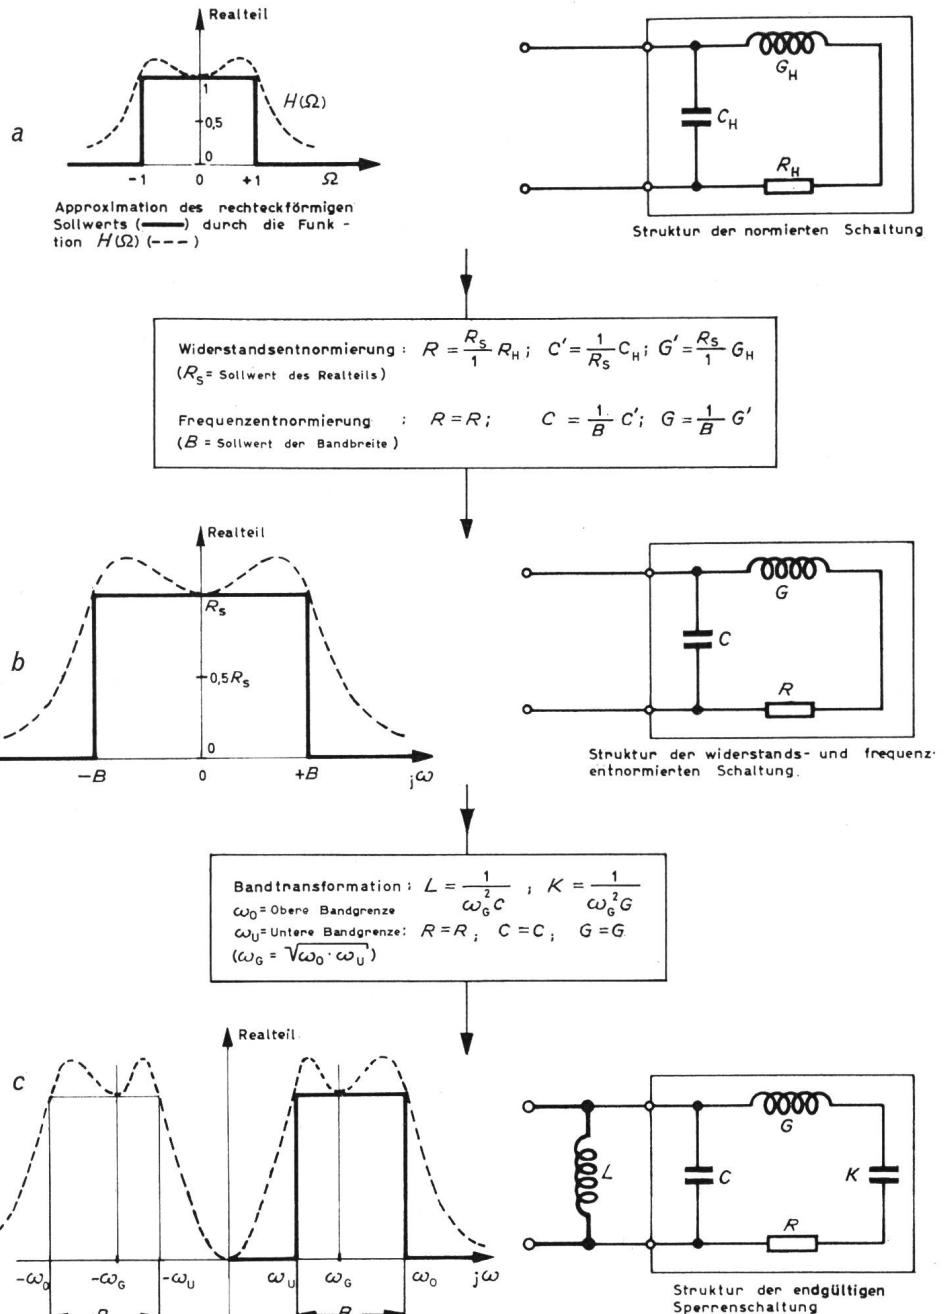 Realteil
1
0,5
0
H(Ω)
-1 0 +1 Ω
a
Approximation des rechteckförmigen
Sollwerts (——) durch die Funk-
tion H(Ω) (---)
G_H
C_H
R_H
Struktur der normierten Schaltung
Widerstandsentnormierung : R = R_S/1 R_H ; C' = 1/R_S C_H ; G' = R_S/1 G_H
(R_S = Sollwert des Realteils)
Frequenzentnormierung : R = R ; C = 1/B C' ; G = 1/B G'
(B = Sollwert der Bandbreite)
Realteil
R_S
0,5 R_S
0
b
-B 0 +B jω
G
C
R
Struktur der widerstands- und frequenz-
entnormierten Schaltung.
Bandtransformation : L = 1/(ω_G² C) ; K = 1/(ω_G² G)
ω_O = Obere Bandgrenze
ω_U = Untere Bandgrenze: R = R ; C = C ; G = G
(ω_G = √(ω_O · ω_U))
Realteil
c
-ω_O -ω_G -ω_U ω_U ω_G ω_O jω
B B
L
G
C
K
R
Struktur der endgültigen
Sperrenschaltung